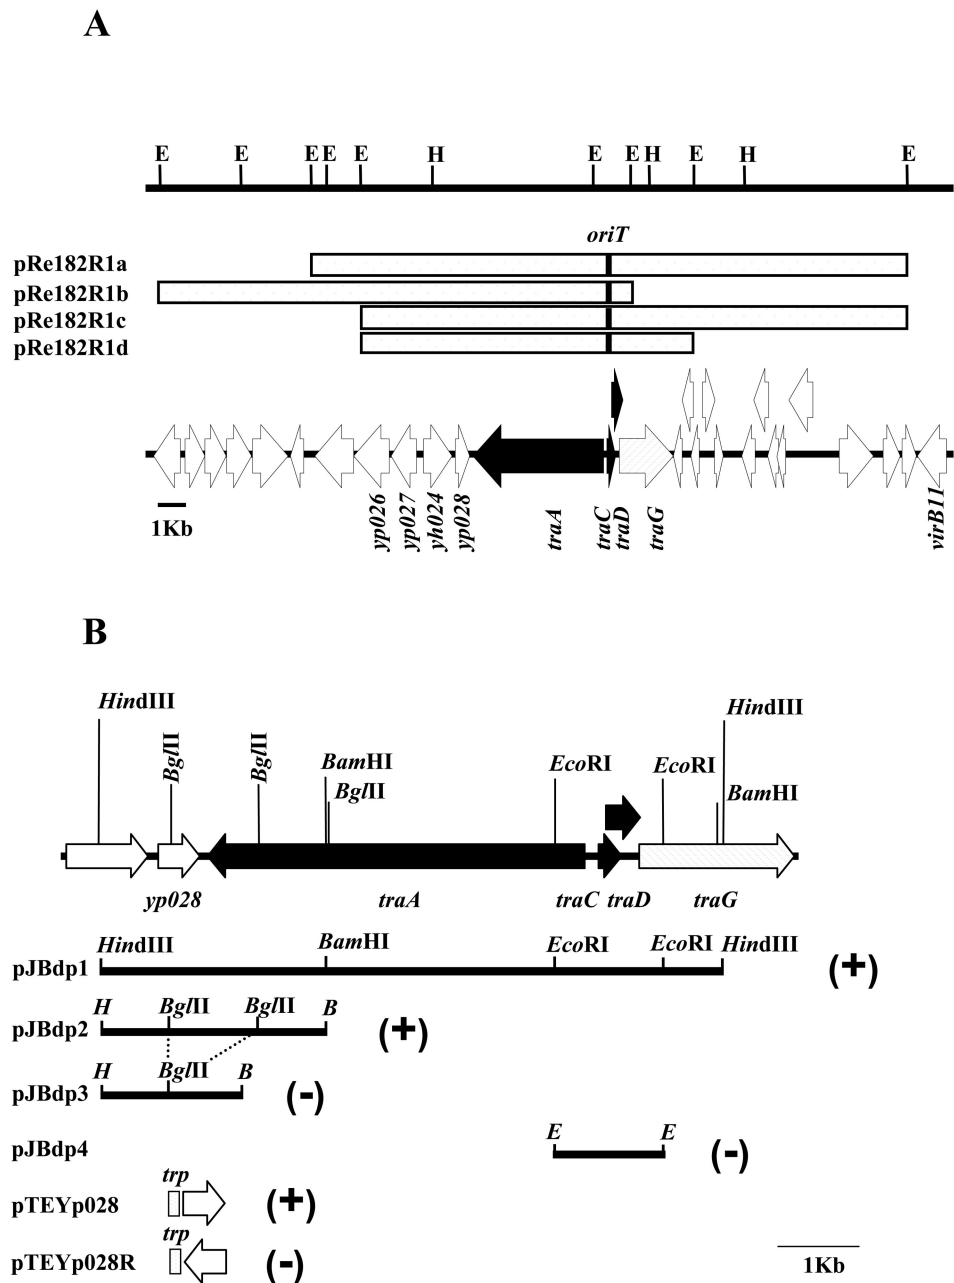 A
E E E E E H E E H E H E
oriT
pRe182R1a
pRe182R1b
pRe182R1c
pRe182R1d
1Kb
yp026 yp027 yh024 yp028 traA traC traD traG virB11
B
HindIII BglII BglII BamHI BglII EcoRI EcoRI HindIII BamHI
yp028 traA traC traD traG
HindIII BamHI EcoRI EcoRI HindIII
pJBdp1 (+)
H BglII BglII B
pJBdp2 (+)
H BglII B
pJBdp3 (-)
E E
pJBdp4 (-)
trp
pTEYp028 (+)
trp
pTEYp028R (-)
1Kb